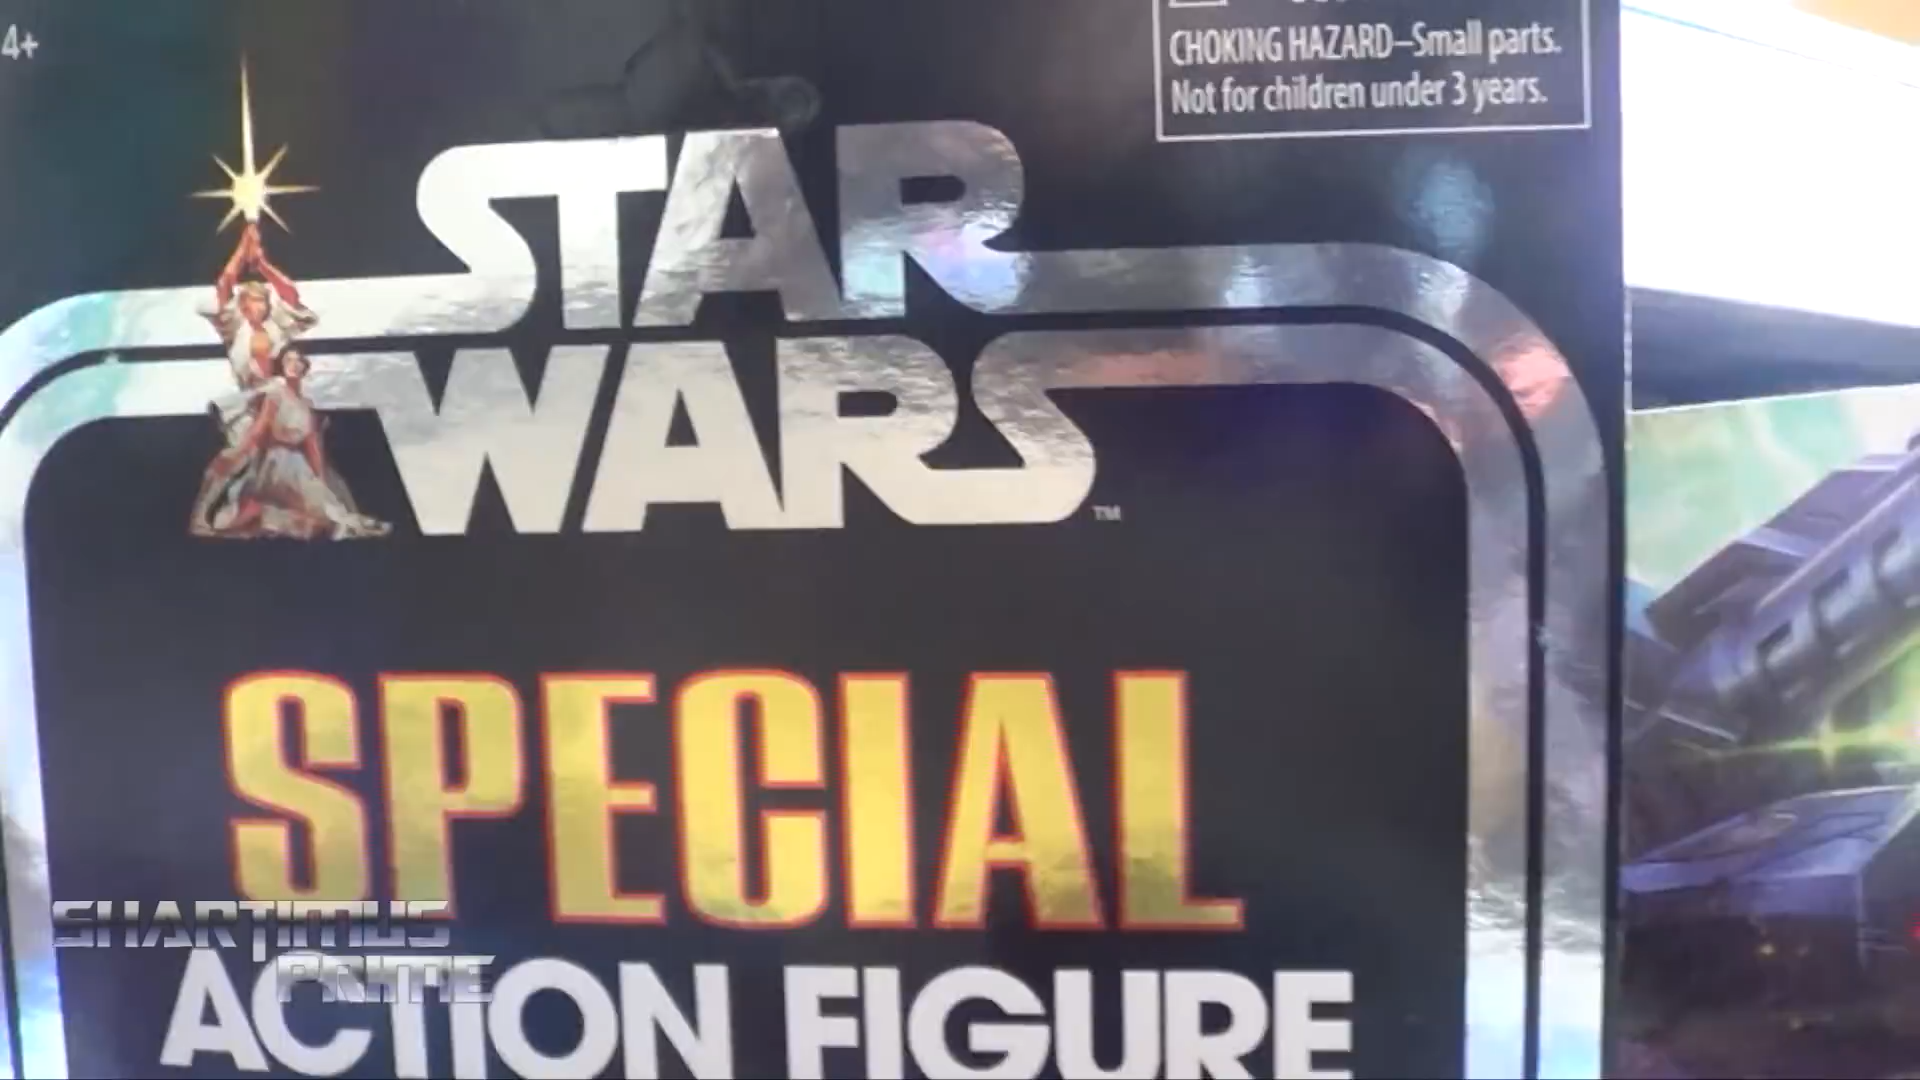 4+
CHOKING HAZARD–Small parts.
Not for children under 3 years.
STAR
WARS
TM
SPECIAL
SHARTIMUS
PRIME
ACTION FIGURE